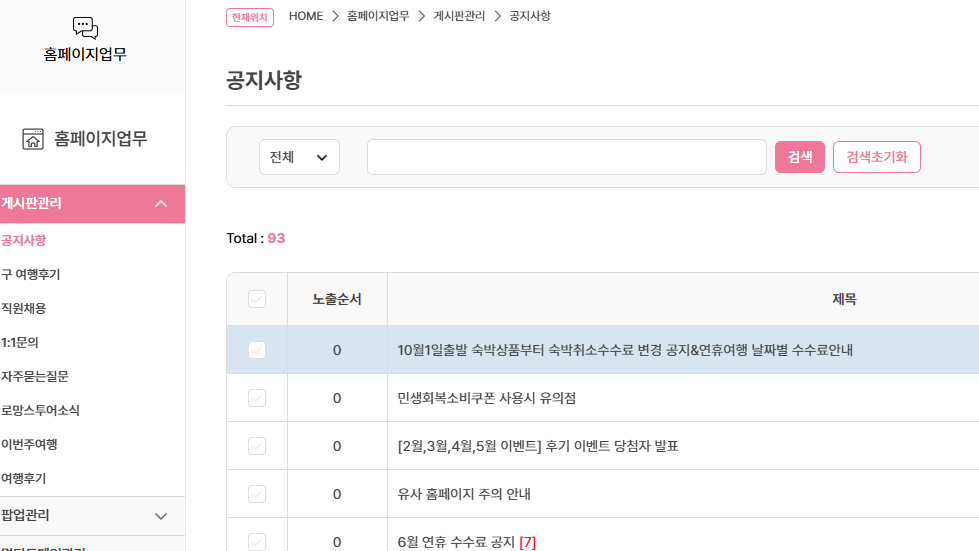 현재위치 HOME > 홈페이지업무 > 게시판관리 > 공지사항
홈페이지업무
홈페이지업무
게시판관리
공지사항
구 여행후기
직원채용
1:1문의
자주묻는질문
로망스투어소식
이번주여행
여행후기
팝업관리
공지사항
전체
검색
검색초기화
Total : 93
노출순서 제목
0 10월1일출발 숙박상품부터 숙박취소수수료 변경 공지&연휴여행 날짜별 수수료안내
0 민생회복소비쿠폰 사용시 유의점
0 [2월,3월,4월,5월 이벤트] 후기 이벤트 당첨자 발표
0 유사 홈페이지 주의 안내
0 6월 연휴 수수료 공지 [7]